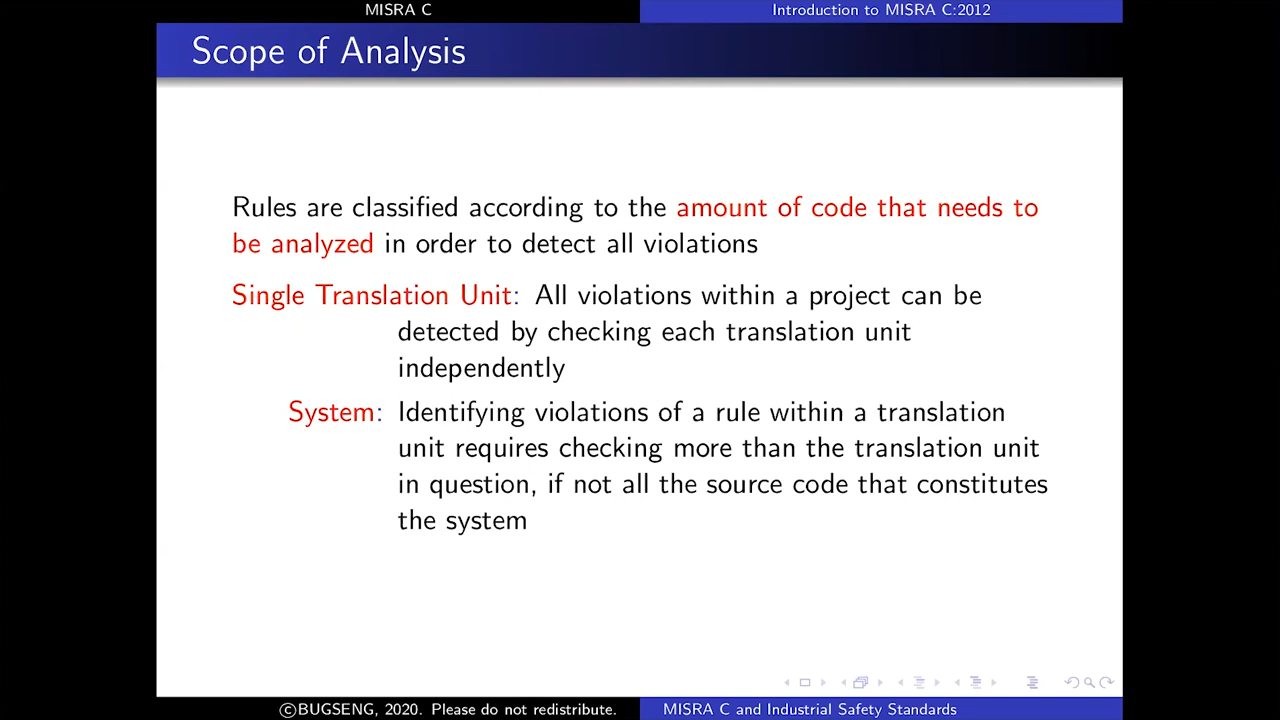 MISRA C
Introduction to MISRA C:2012
Scope of Analysis
Rules are classified according to the amount of code that needs to
be analyzed in order to detect all violations
Single Translation Unit: All violations within a project can be
detected by checking each translation unit
independently
System: Identifying violations of a rule within a translation
unit requires checking more than the translation unit
in question, if not all the source code that constitutes
the system
©BUGSENG, 2020. Please do not redistribute.
MISRA C and Industrial Safety Standards